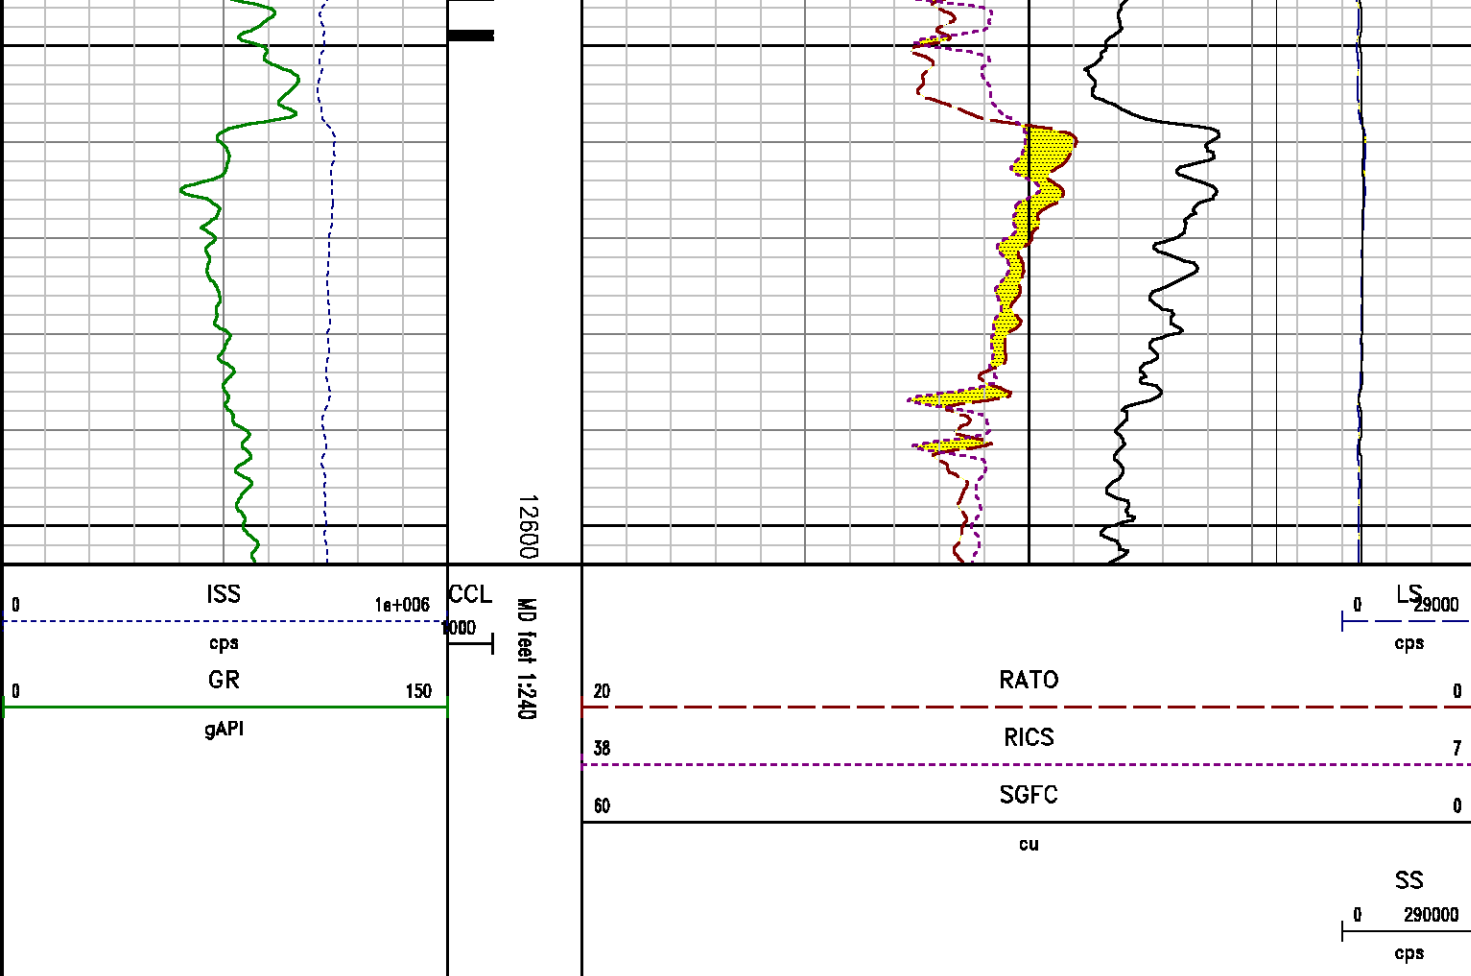 12600
ISS
0 1e+006
cps
GR
0 150
gAPI
CCL
1000
MD feet 1:240
LS
0 29000
cps
RATO
20 0
RICS
38 7
SGFC
60 0
cu
SS
0 290000
cps